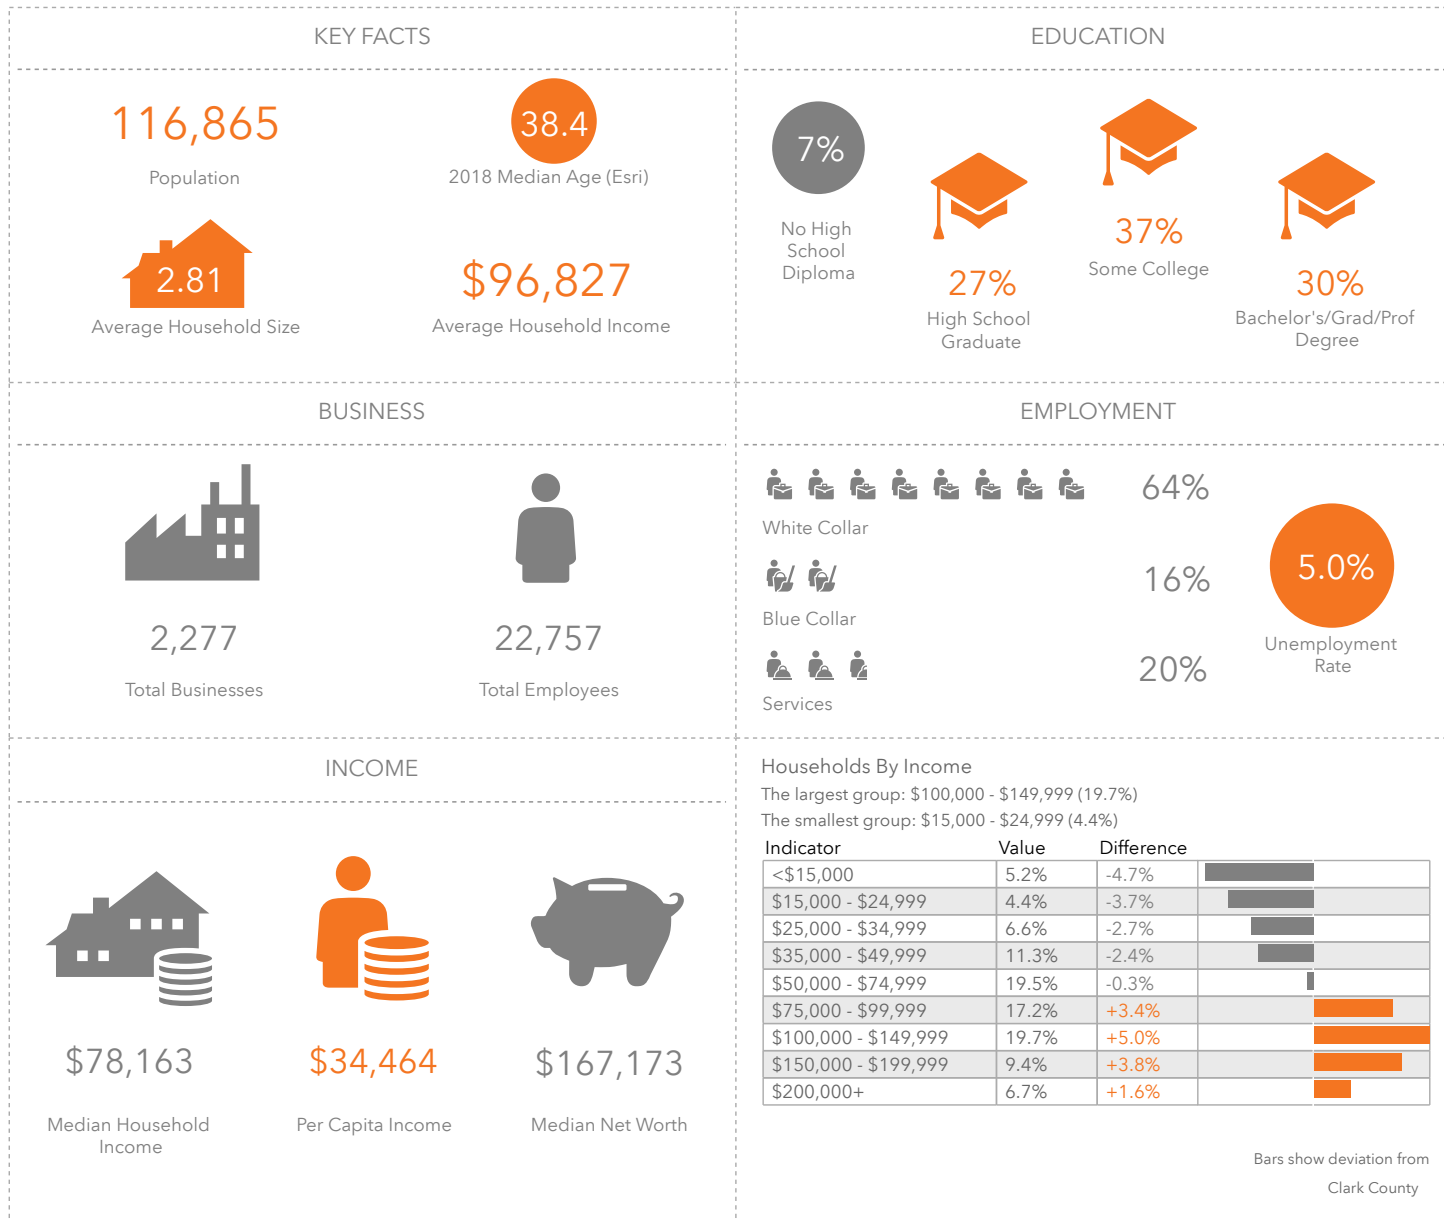 KEY FACTS
116,865
Population
38.4
2018 Median Age (Esri)
2.81
Average Household Size
$96,827
Average Household Income
EDUCATION
7%
No High
School
Diploma
27%
High School
Graduate
37%
Some College
30%
Bachelor's/Grad/Prof
Degree
BUSINESS
2,277
Total Businesses
22,757
Total Employees
EMPLOYMENT
64%
White Collar
16%
Blue Collar
20%
Services
5.0%
Unemployment
Rate
INCOME
$78,163
Median Household
Income
$34,464
Per Capita Income
$167,173
Median Net Worth
Households By Income
The largest group: $100,000 - $149,999 (19.7%)
The smallest group: $15,000 - $24,999 (4.4%)
Indicator Value Difference
<$15,000 5.2% -4.7%
$15,000 - $24,999 4.4% -3.7%
$25,000 - $34,999 6.6% -2.7%
$35,000 - $49,999 11.3% -2.4%
$50,000 - $74,999 19.5% -0.3%
$75,000 - $99,999 17.2% +3.4%
$100,000 - $149,999 19.7% +5.0%
$150,000 - $199,999 9.4% +3.8%
$200,000+ 6.7% +1.6%
Bars show deviation from
Clark County